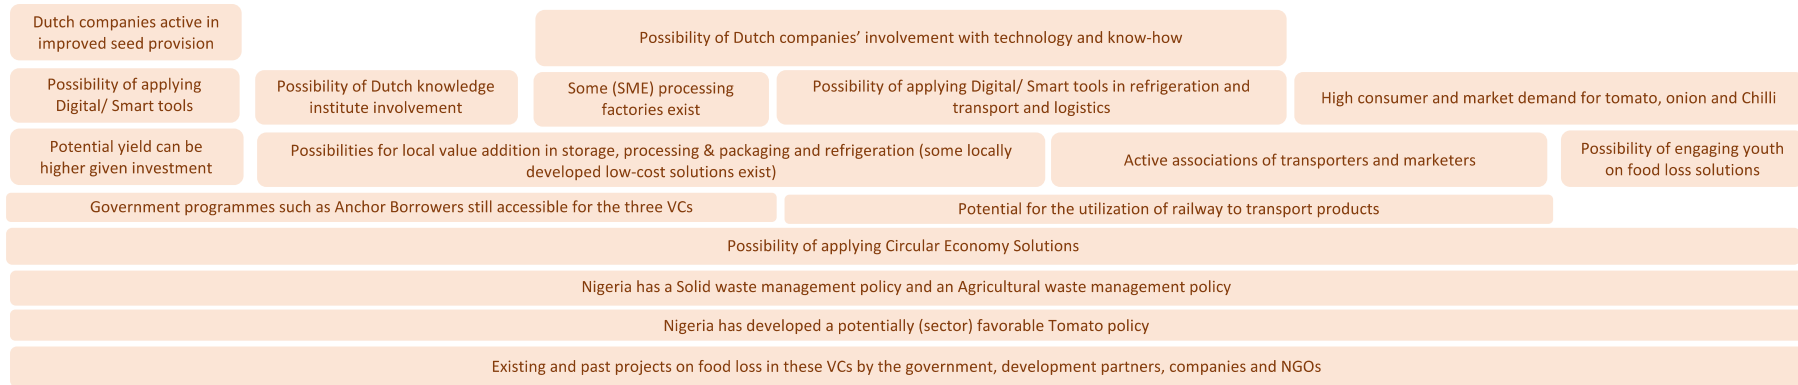 Dutch companies active in
improved seed provision
Possibility of Dutch companies’ involvement with technology and know-how
Possibility of applying
Digital/ Smart tools
Possibility of Dutch knowledge
institute involvement
Some (SME) processing
factories exist
Possibility of applying Digital/ Smart tools in refrigeration and
transport and logistics
High consumer and market demand for tomato, onion and Chilli
Potential yield can be
higher given investment
Possibilities for local value addition in storage, processing & packaging and refrigeration (some locally
developed low-cost solutions exist)
Active associations of transporters and marketers
Possibility of engaging youth
on food loss solutions
Government programmes such as Anchor Borrowers still accessible for the three VCs
Potential for the utilization of railway to transport products
Possibility of applying Circular Economy Solutions
Nigeria has a Solid waste management policy and an Agricultural waste management policy
Nigeria has developed a potentially (sector) favorable Tomato policy
Existing and past projects on food loss in these VCs by the government, development partners, companies and NGOs